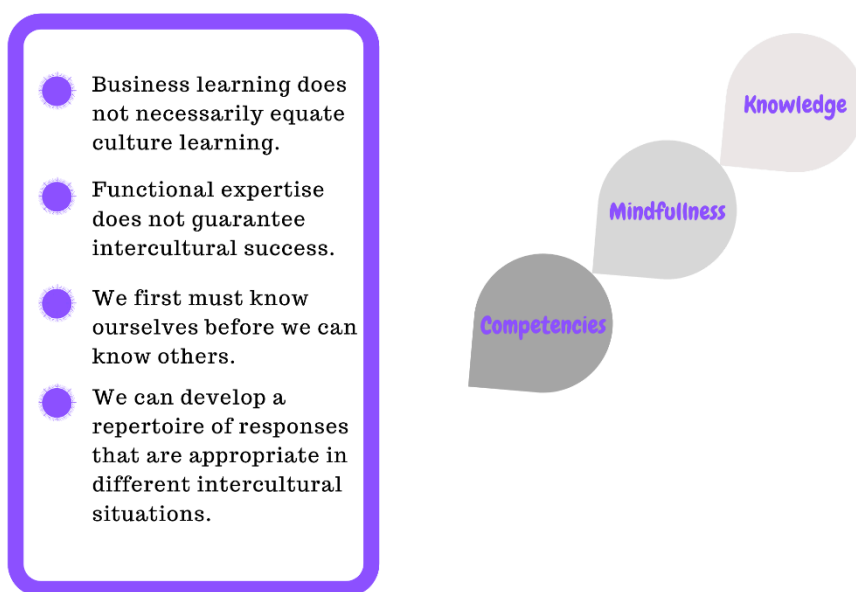 Business learning does
not necessarily equate
culture learning.
Functional expertise
does not guarantee
intercultural success.
We first must know
ourselves before we can
know others.
We can develop a
repertoire of responses
that are appropriate in
different intercultural
situations.
Knowledge
Mindfullness
Competencies